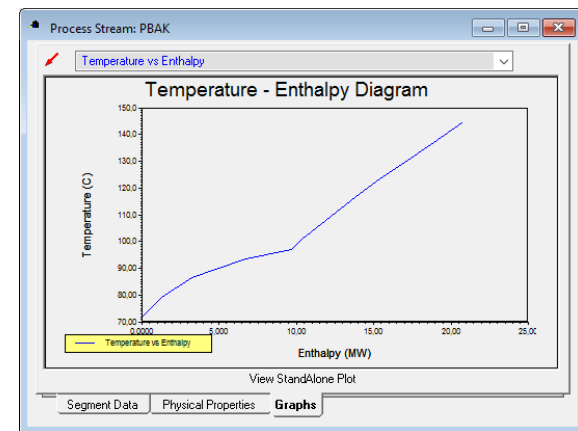 Process Stream: PBAK
Temperature vs Enthalpy
Temperature - Enthalpy Diagram
150,0
140,0
130,0
120,0
110,0
100,0
90,00
80,00
70,00
Temperature (C)
0,0000 5,000 10,00 15,00 20,00 25,00
Temperature vs Enthalpy
Enthalpy (MW)
View StandAlone Plot
Segment Data Physical Properties Graphs